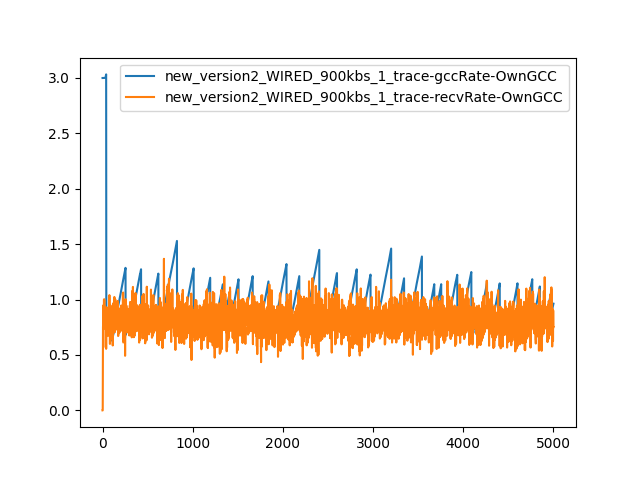 new_version2_WIRED_900kbs_1_trace-gccRate-OwnGCC
new_version2_WIRED_900kbs_1_trace-recvRate-OwnGCC
3.0
2.5
2.0
1.5
1.0
0.5
0.0
0 1000 2000 3000 4000 5000